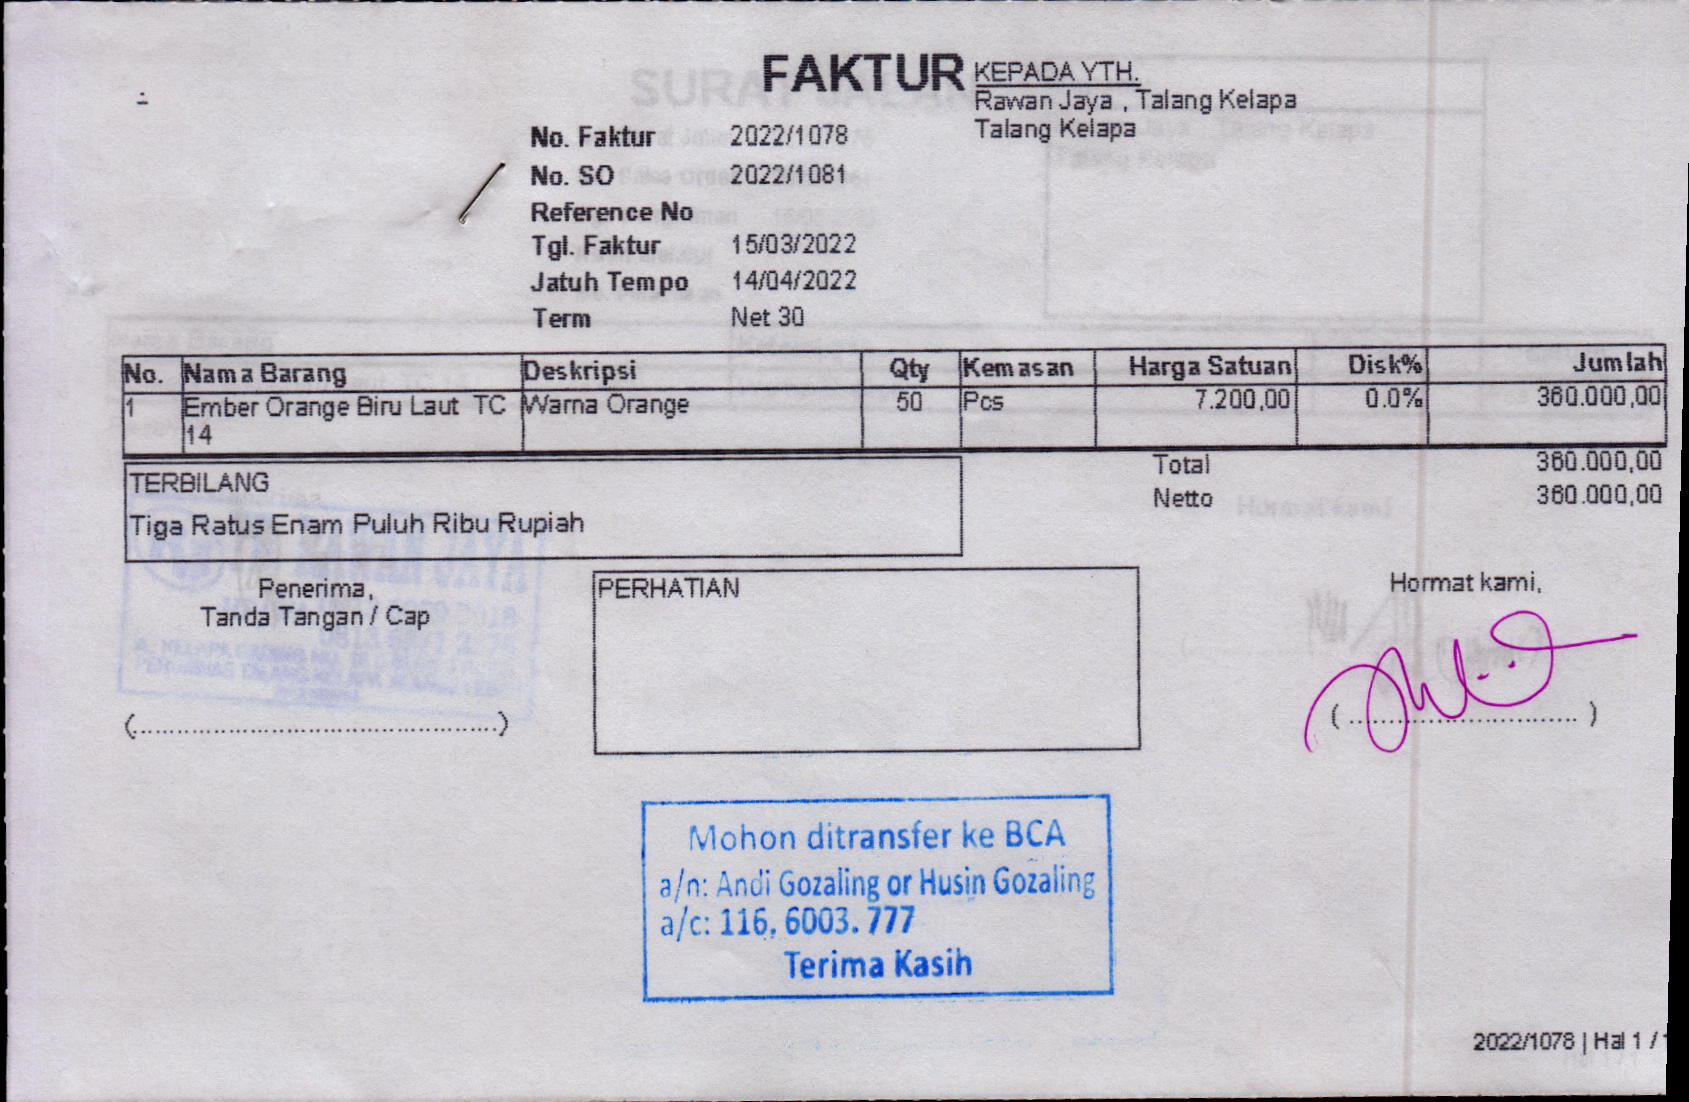 FAKTUR
KEPADA YTH.
Rawan Jaya , Talang Kelapa
Talang Kelapa
No. Faktur 2022/1078
No. SO 2022/1081
Reference No
Tgl. Faktur 15/03/2022
Jatuh Tempo 14/04/2022
Term Net 30
No. Nama Barang Deskripsi Qty Kemasan Harga Satuan Disk% Jumlah
1 Ember Orange Biru Laut TC Warna Orange 50 Pcs 7.200,00 0.0% 360.000,00
14
Total 360.000,00
Netto 360.000,00
TERBILANG
Tiga Ratus Enam Puluh Ribu Rupiah
Penerima,
Tanda Tangan / Cap
(..............................................)
PERHATIAN
Hormat kami,
( ............................. )
Mohon ditransfer ke BCA
a/n: Andi Gozaling or Husin Gozaling
a/c: 116. 6003. 777
Terima Kasih
2022/1078 | Hal 1 /